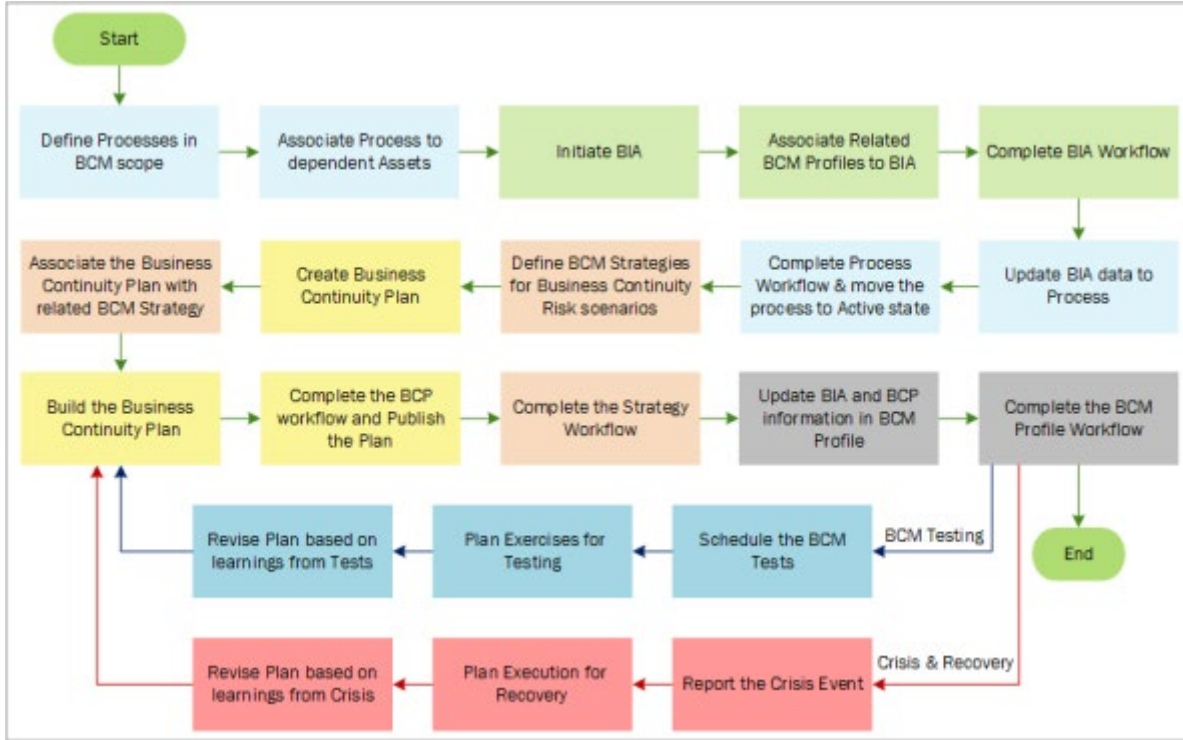 Start
Define Processes in
BCM scope
Associate Process to
dependent Assets
Initiate BIA
Associate Related
BCM Profiles to BIA
Complete BIA Workflow
Associate the Business
Continuity Plan with
related BCM Strategy
Create Business
Continuity Plan
Define BCM Strategies
for Business Continuity
Risk scenarios
Complete Process
Workflow & move the
process to Active state
Update BIA data to
Process
Build the Business
Continuity Plan
Complete the BCP
workflow and Publish
the Plan
Complete the Strategy
Workflow
Update BIA and BCP
information in BCM
Profile
Complete the BCM
Profile Workflow
Revise Plan based on
learnings from Tests
Plan Exercises for
Testing
Schedule the BCM
Tests
BCM Testing
End
Revise Plan based on
learnings from Crisis
Plan Execution for
Recovery
Report the Crisis Event
Crisis & Recovery